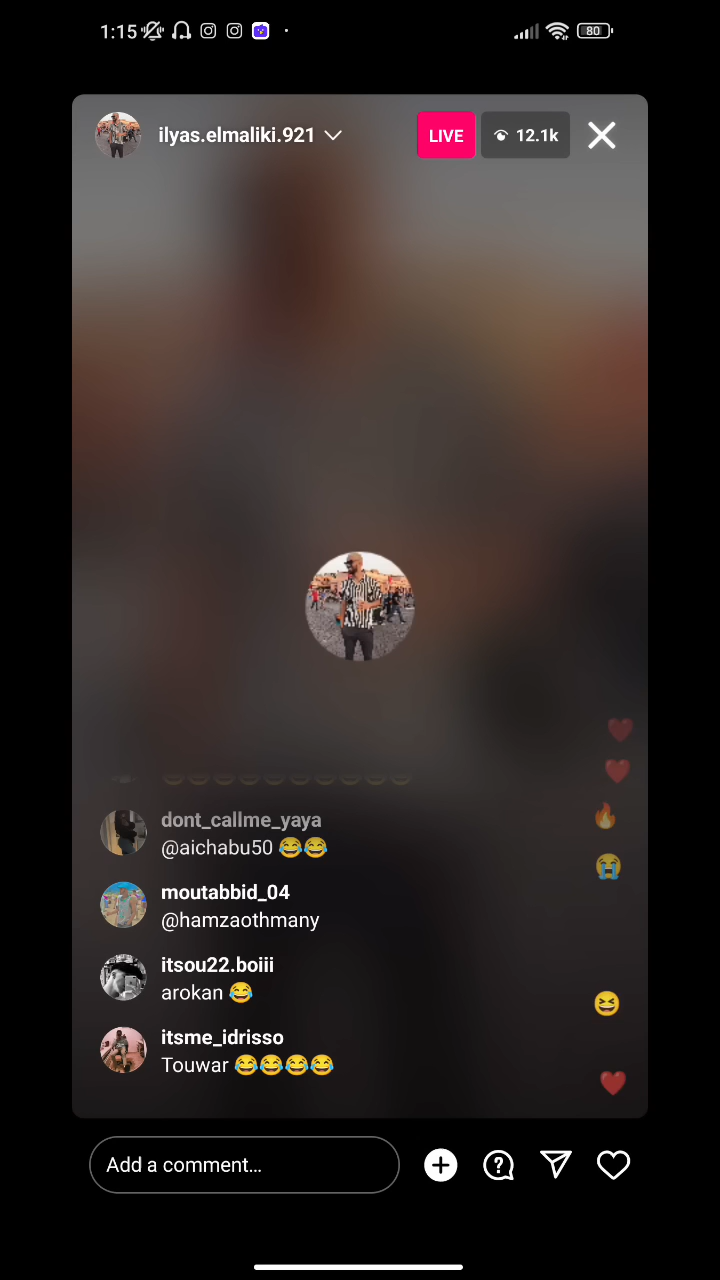 1:15
80
ilyas.elmaliki.921
LIVE
12.1k
dont_callme_yaya
@aichabu50 😂😂
moutabbid_04
@hamzaothmany
itsou22.boiii
arokan 😂
itsme_idrisso
Touwar 😂😂😂😂
Add a comment...